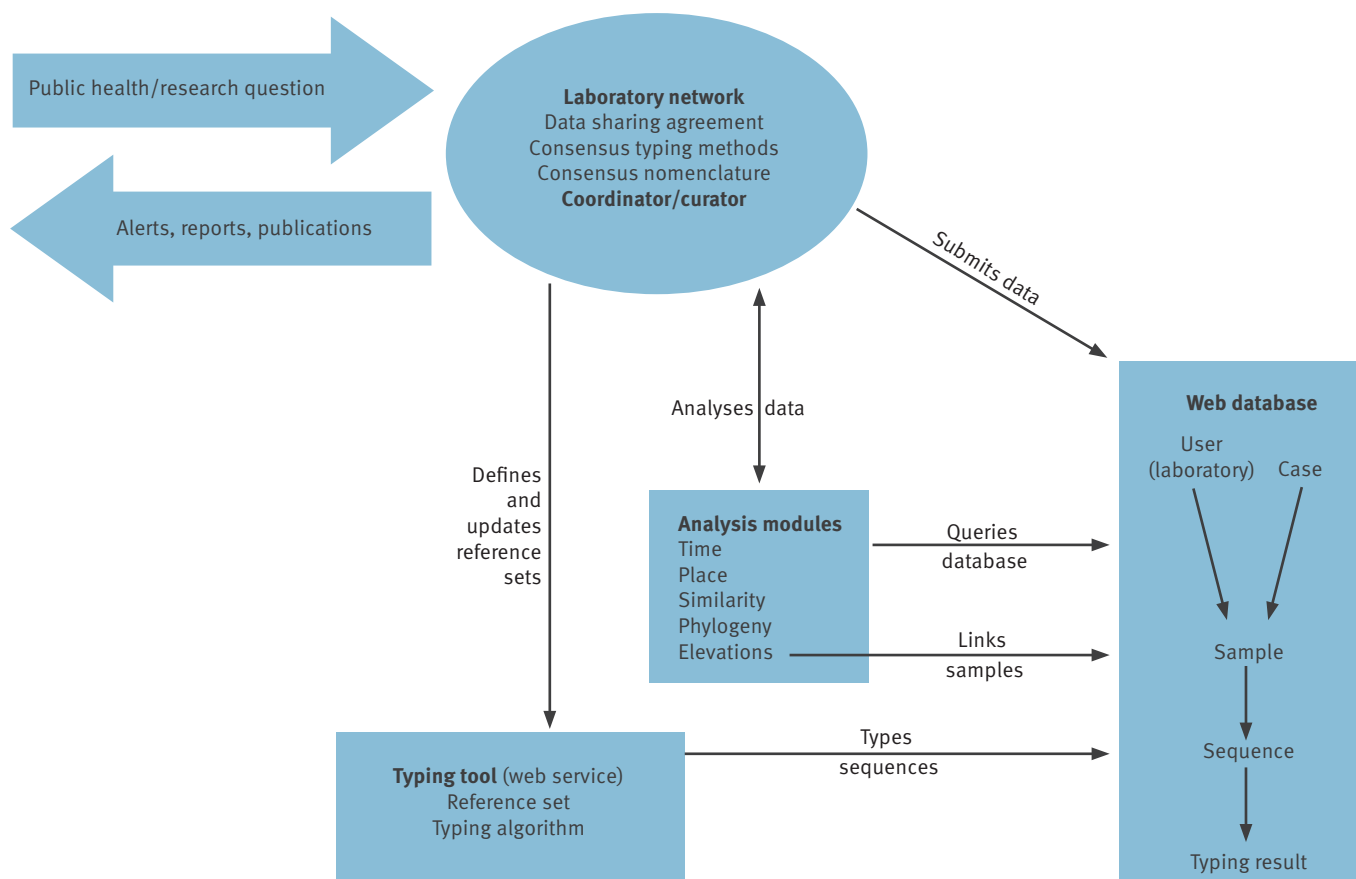 Public health/research question
Alerts, reports, publications
Laboratory network
Data sharing agreement
Consensus typing methods
Consensus nomenclature
Coordinator/curator
Submits data
Analyses data
Defines
and
updates
reference
sets
Analysis modules
Time
Place
Similarity
Phylogeny
Elevations
Queries
database
Links
samples
Typing tool (web service)
Reference set
Typing algorithm
Types
sequences
Web database
User
(laboratory)
Case
Sample
Sequence
Typing result